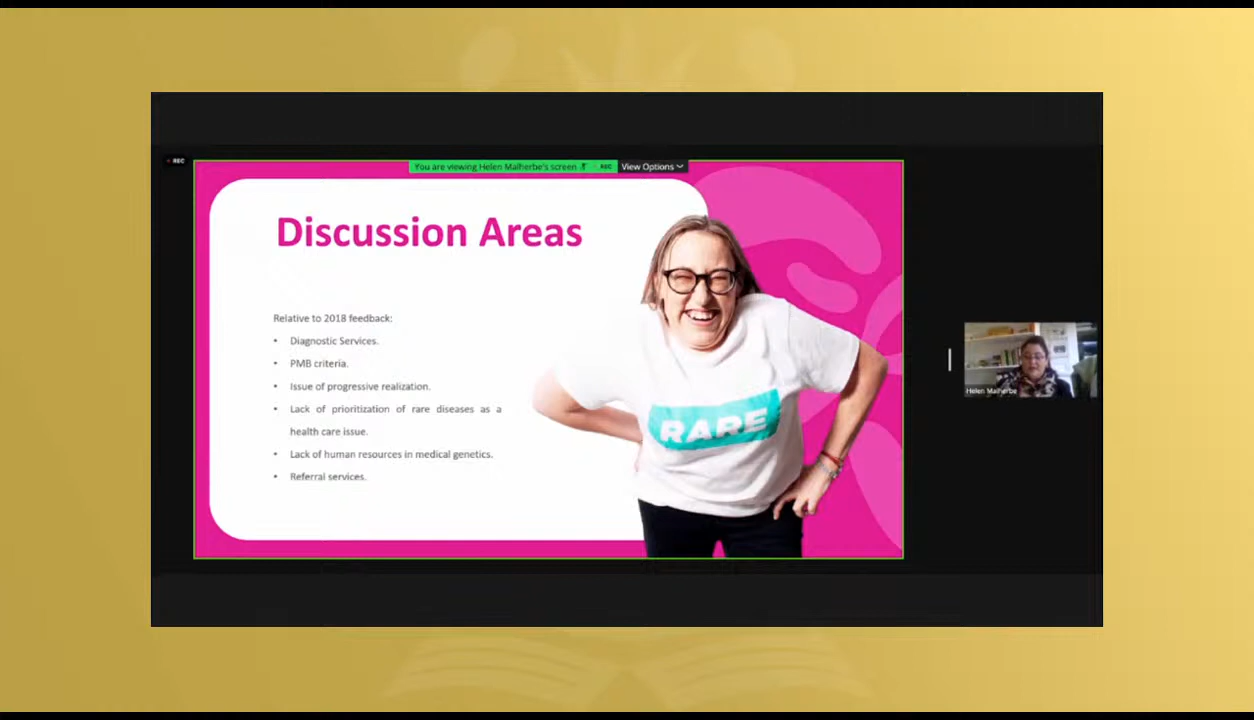 REC
You are viewing Helen Malherbe's screen
REC
View Options
Discussion Areas
Relative to 2018 feedback:
• Diagnostic Services.
• PMB criteria.
• Issue of progressive realization.
• Lack of prioritization of rare diseases as a
health care issue.
• Lack of human resources in medical genetics.
• Referral services.
RARE
Helen Malherbe